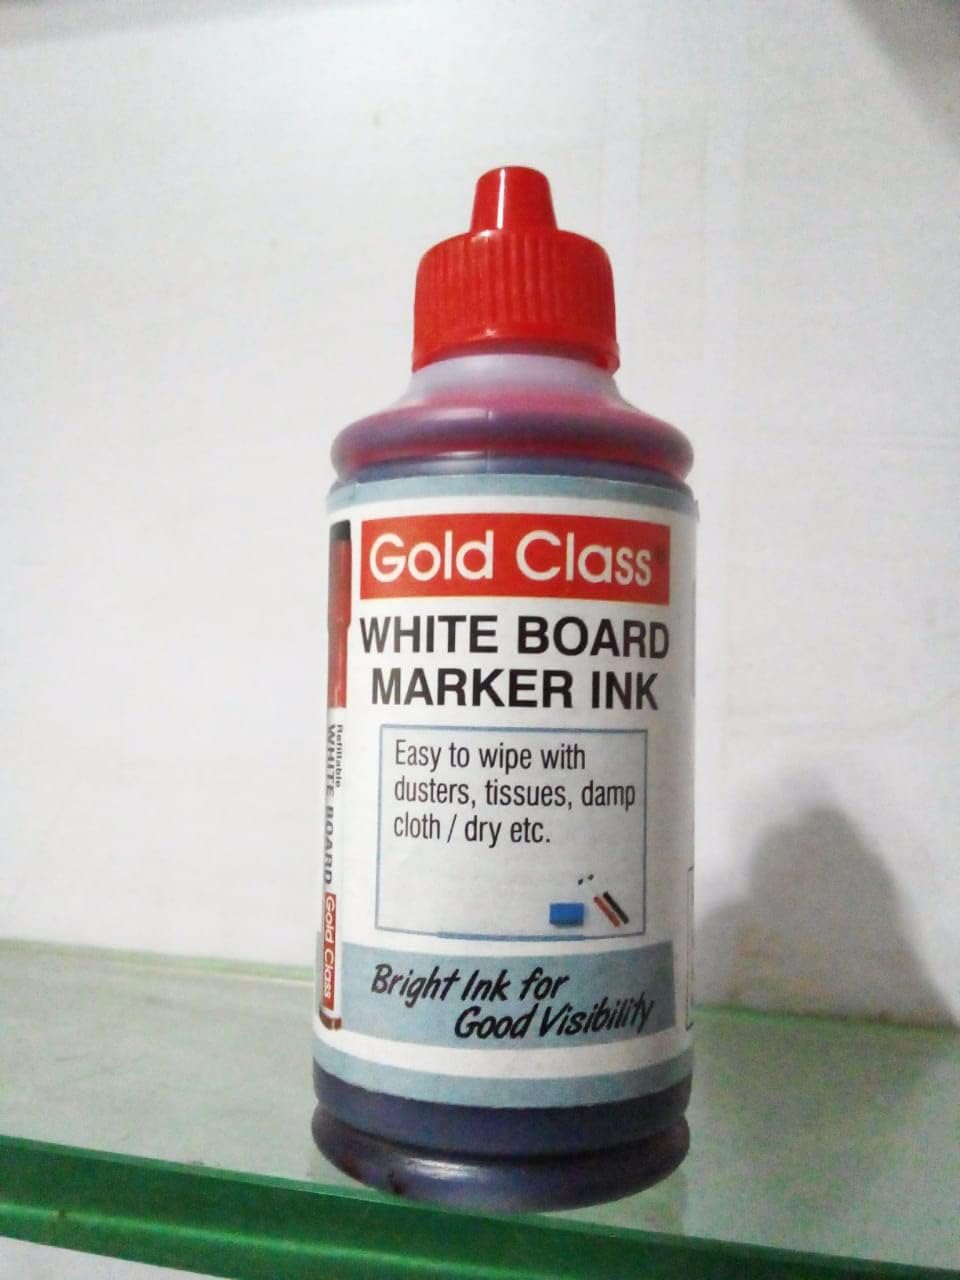 Gold Class®
WHITE BOARD
MARKER INK
Easy to wipe with
dusters, tissues, damp
cloth / dry etc.
Bright Ink for
Good Visibility
Refillable
WHITE BOARD
Gold Class